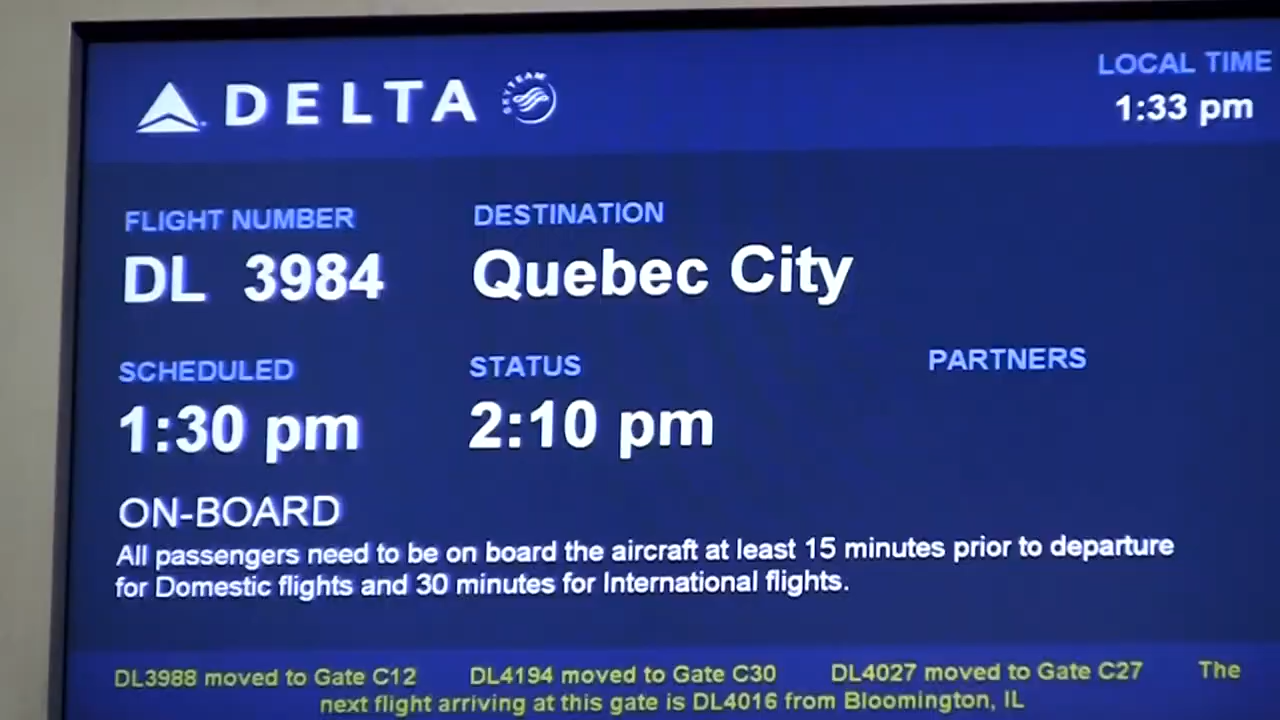 DELTA SKYTEAM
LOCAL TIME
1:33 pm
FLIGHT NUMBER
DESTINATION
DL 3984
Quebec City
SCHEDULED
STATUS
PARTNERS
1:30 pm
2:10 pm
ON-BOARD
All passengers need to be on board the aircraft at least 15 minutes prior to departure
for Domestic flights and 30 minutes for International flights.
DL3988 moved to Gate C12 DL4194 moved to Gate C30 DL4027 moved to Gate C27 The
next flight arriving at this gate is DL4016 from Bloomington, IL